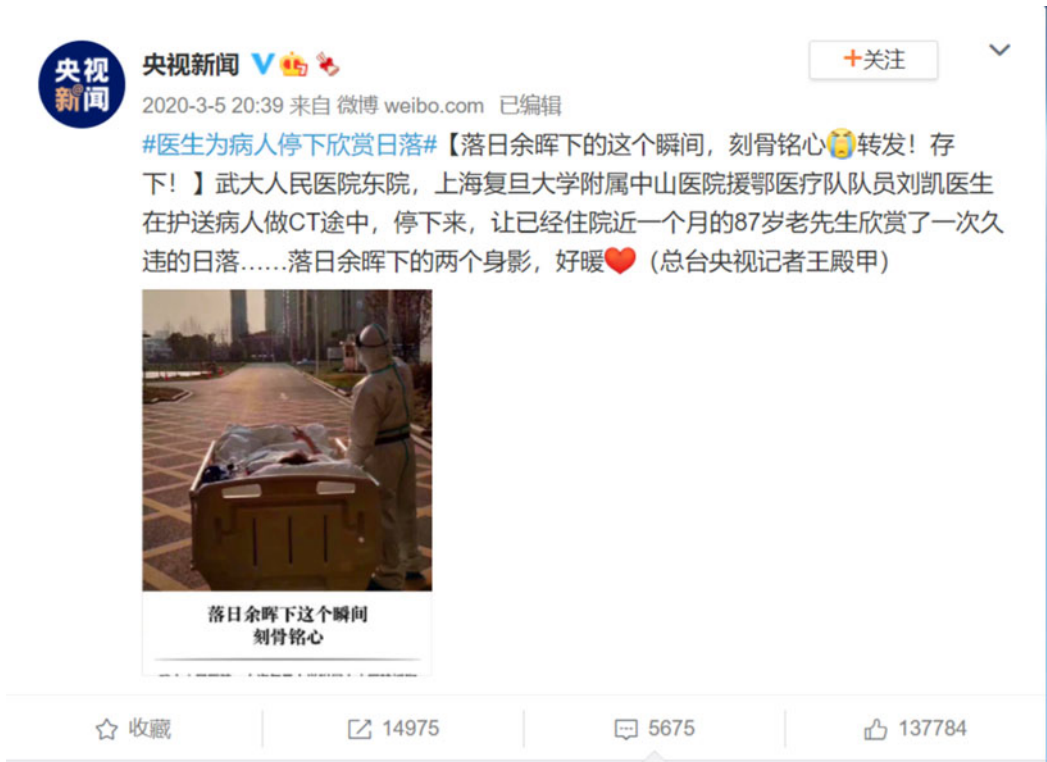 央视
新闻
央视新闻
+关注
2020-3-5 20:39 来自 微博 weibo.com 已编辑
#医生为病人停下欣赏日落#【落日余晖下的这个瞬间，刻骨铭心😭转发！存
下！】武大人民医院东院，上海复旦大学附属中山医院援鄂医疗队队员刘凯医生
在护送病人做CT途中，停下来，让已经住院近一个月的87岁老先生欣赏了一次久
违的日落……落日余晖下的两个身影，好暖❤（总台央视记者王殿甲）
落日余晖下这个瞬间
刻骨铭心
收藏
14975
5675
137784